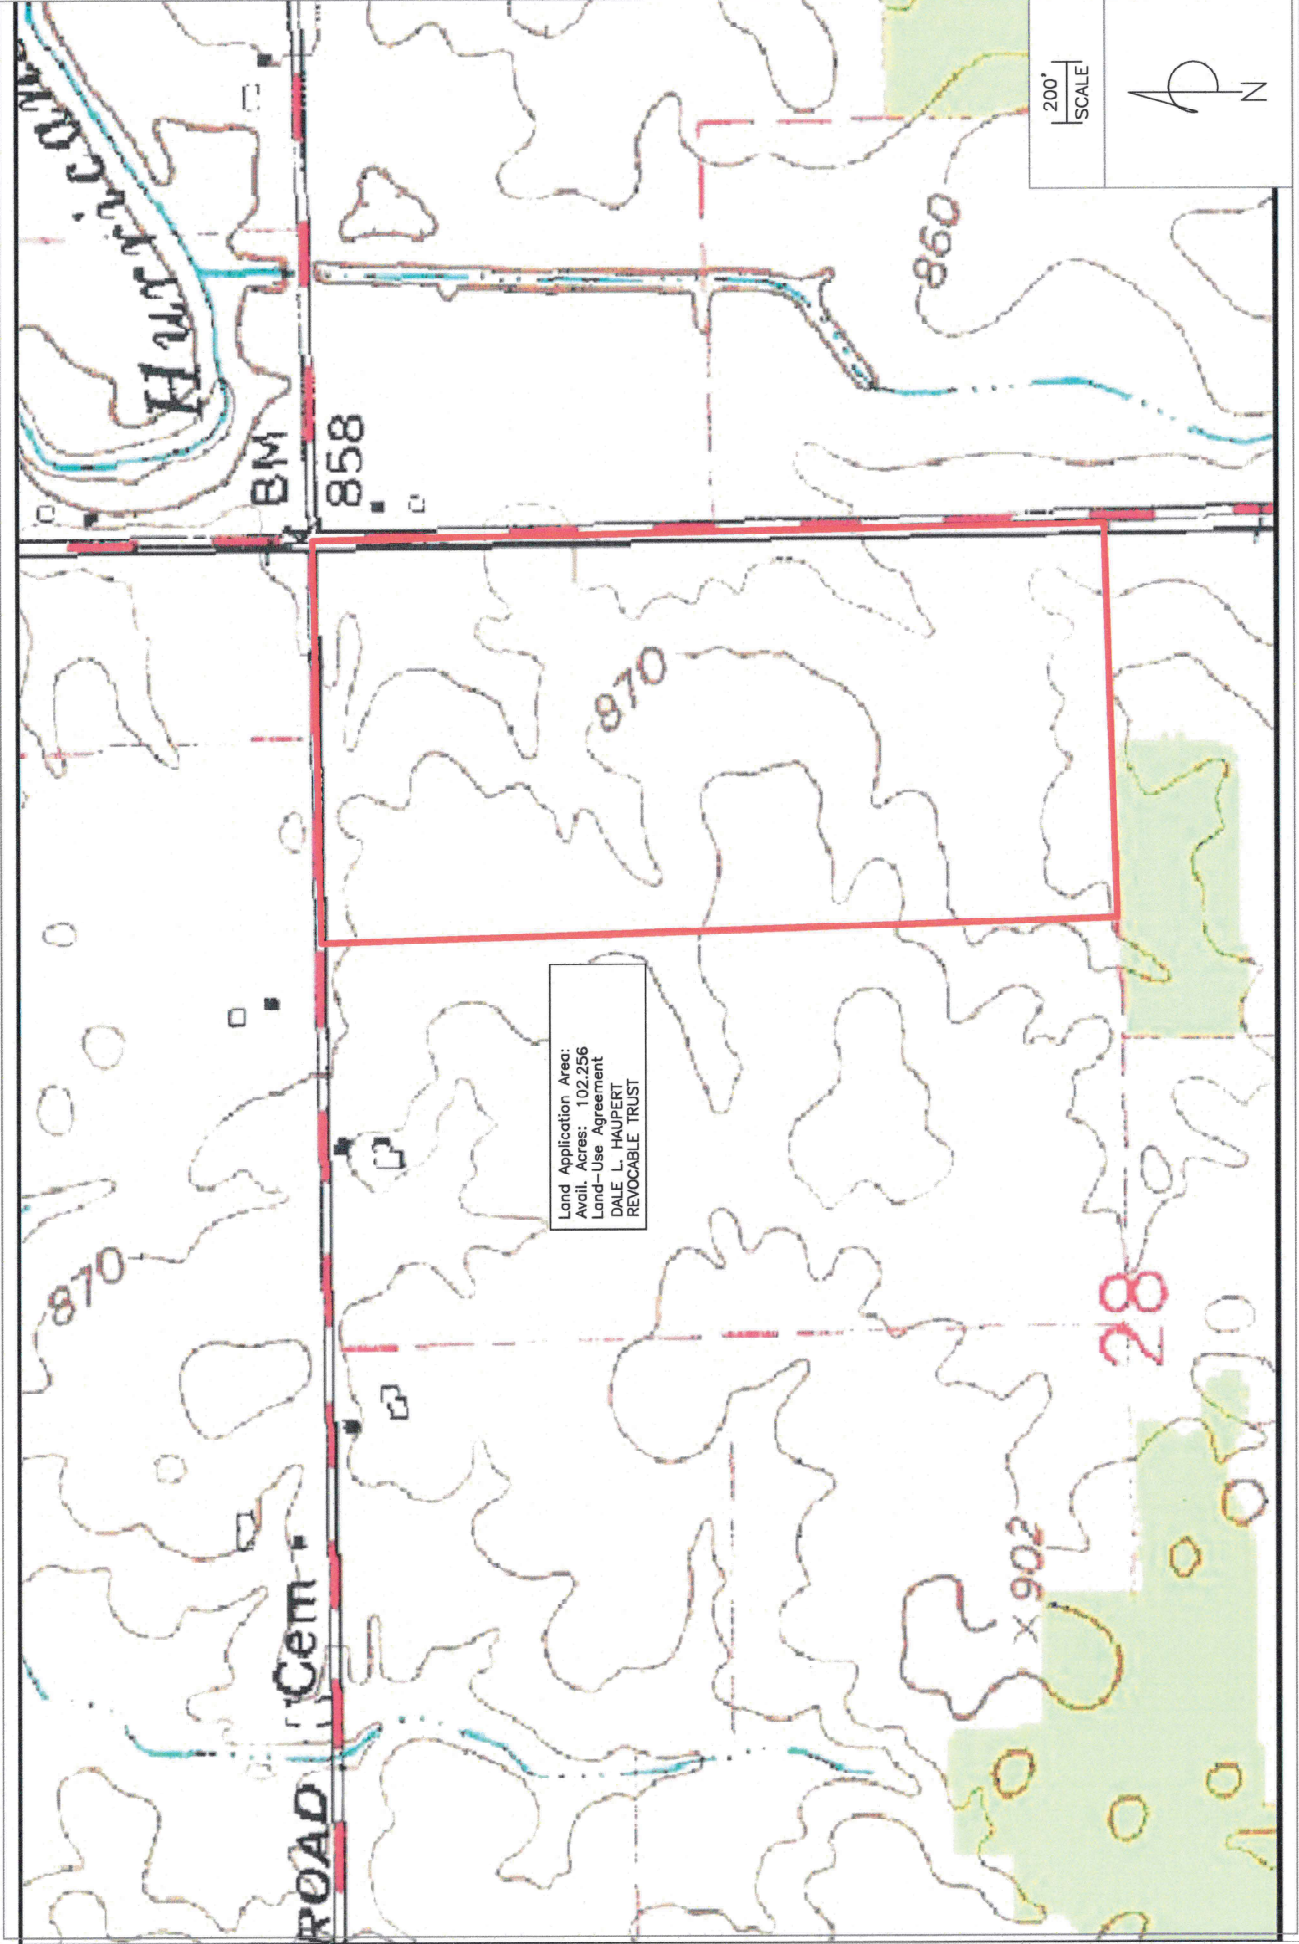 Hurrican
BM
858
860
870
870
Land Application Area:
Avail. Acres: 102.256
Land-Use Agreement
DALE L. HAUPERT
REVOCABLE TRUST
28
Cem
ROAD
×902
200'
SCALE
N